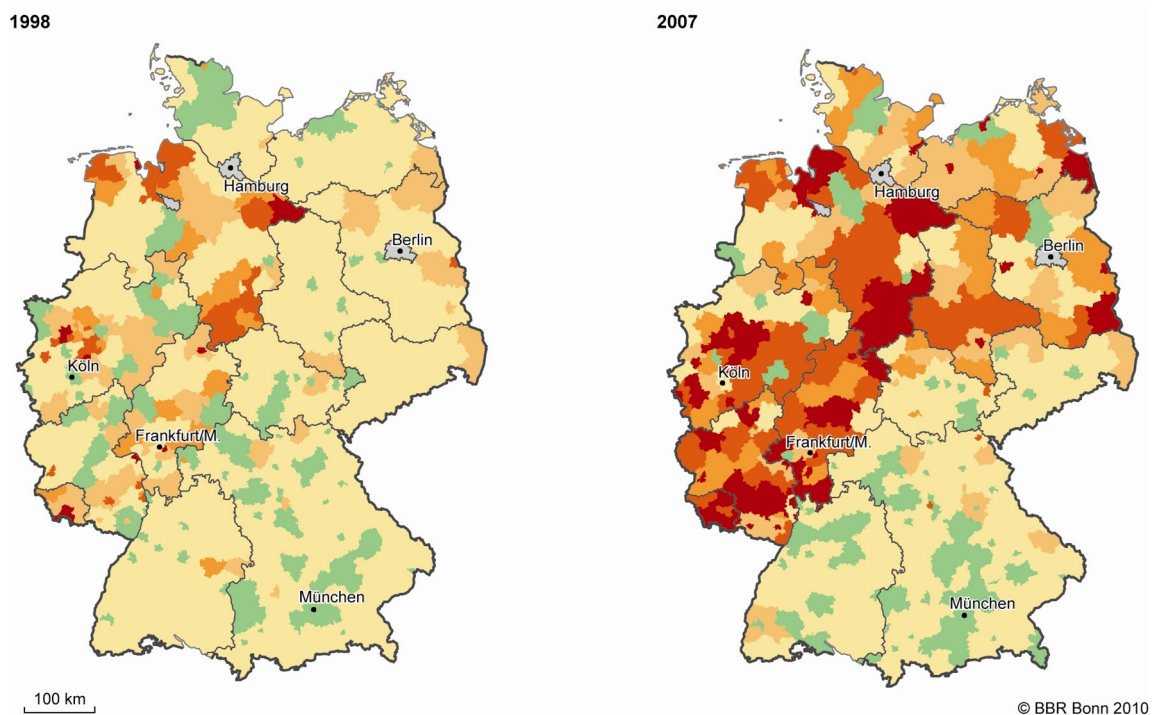 1998
2007
Hamburg
Hamburg
Berlin
Berlin
Köln
Köln
Frankfurt/M.
Frankfurt/M.
München
München
100 km
© BBR Bonn 2010